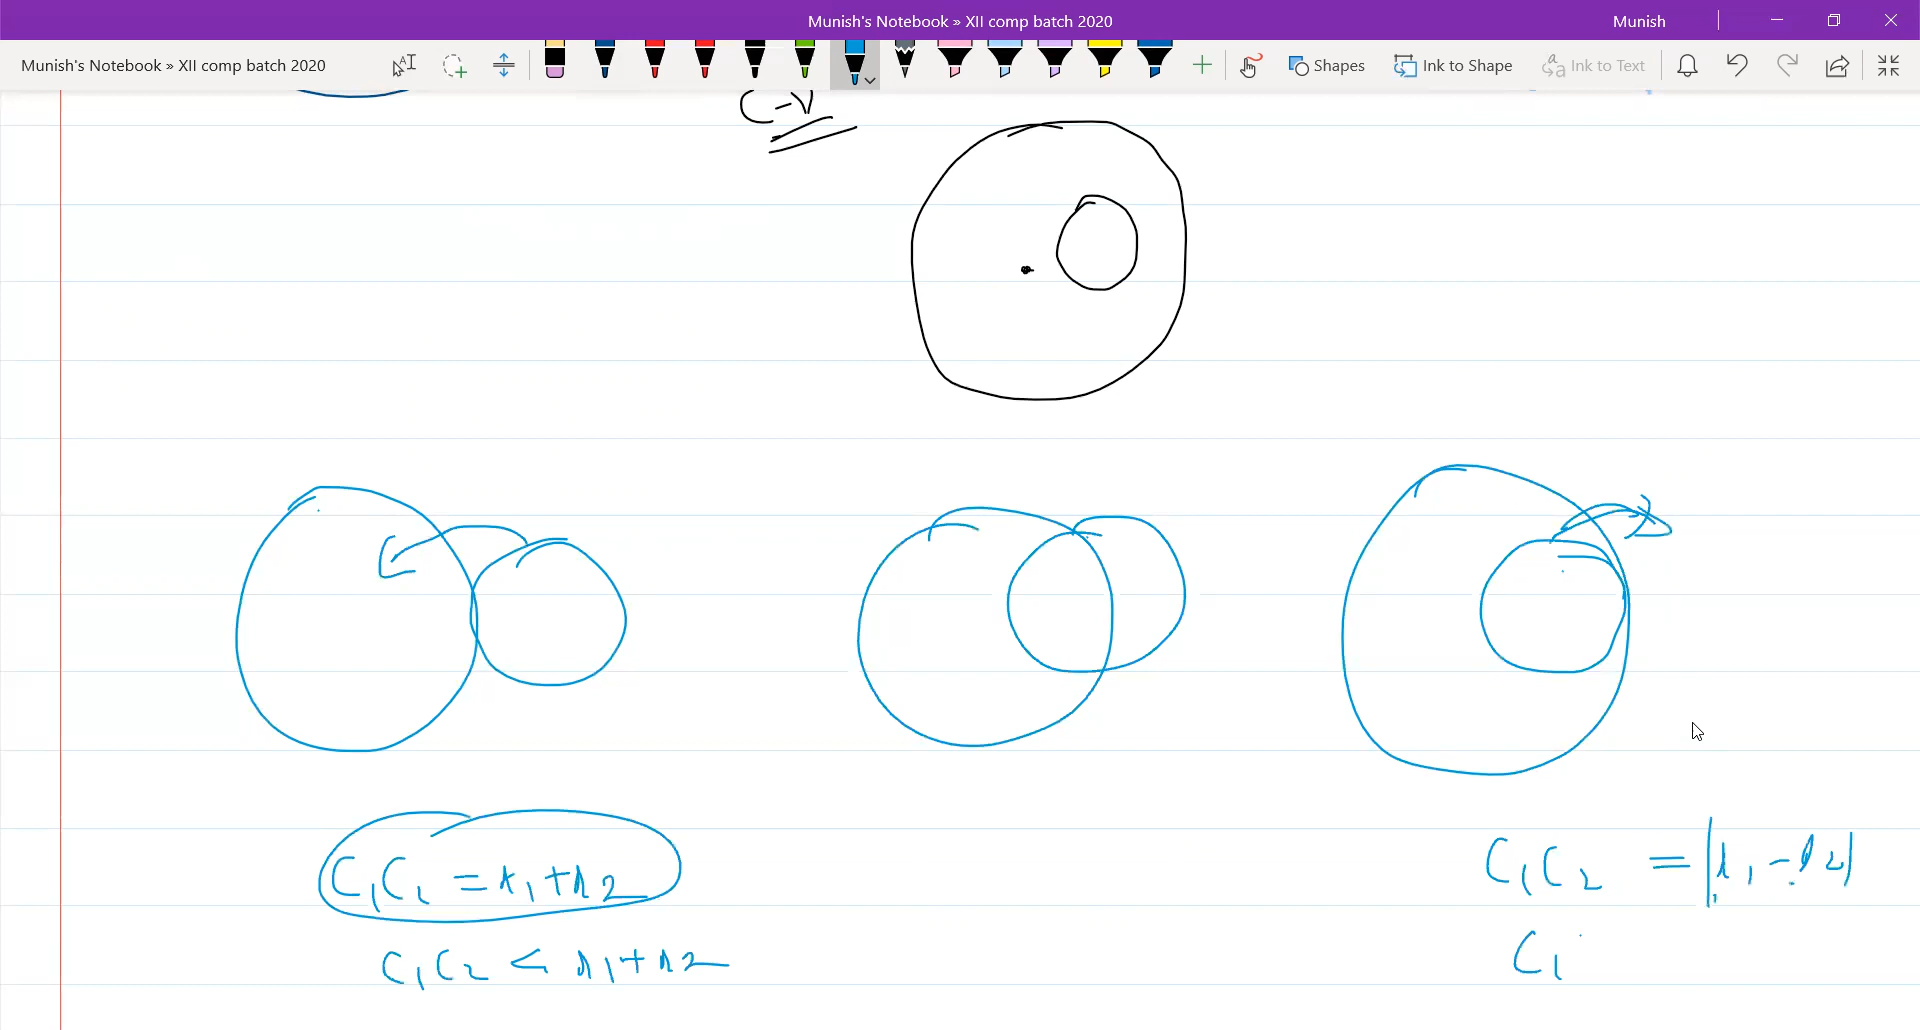 Munish's Notebook » XII comp batch 2020
Munish
Munish's Notebook » XII comp batch 2020
Shapes
Ink to Shape
Ink to Text
C₁C₂ = r₁ + r₂
C₁C₂ = |r₁ - r₂|
C₁C₂ < r₁ + r₂
C₁